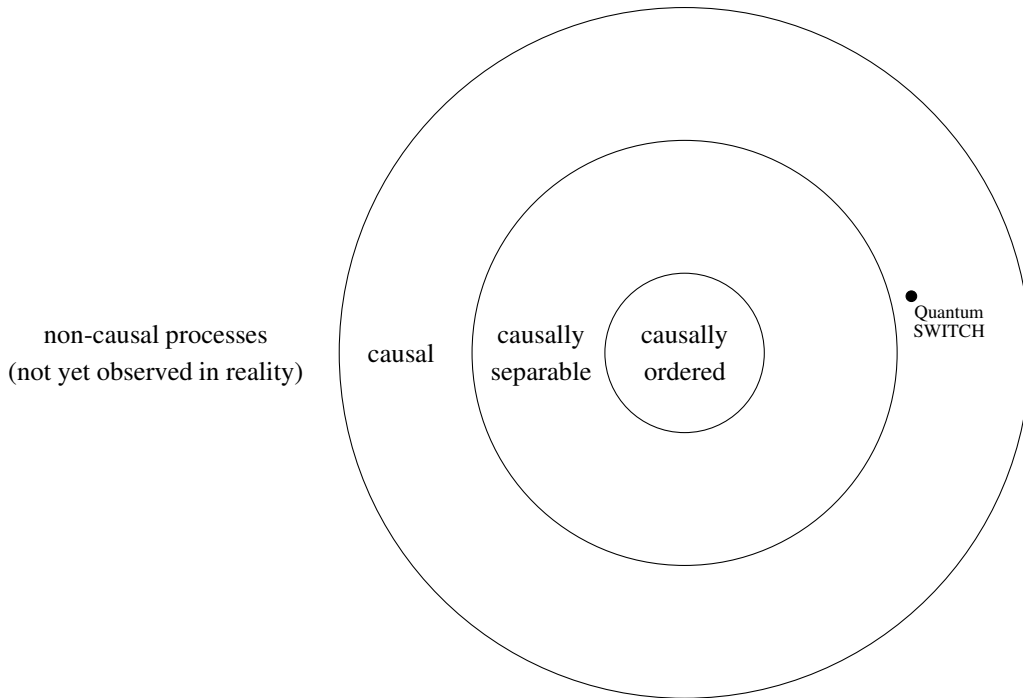 non-causal processes
(not yet observed in reality)
causal
causally
separable
causally
ordered
Quantum
SWITCH